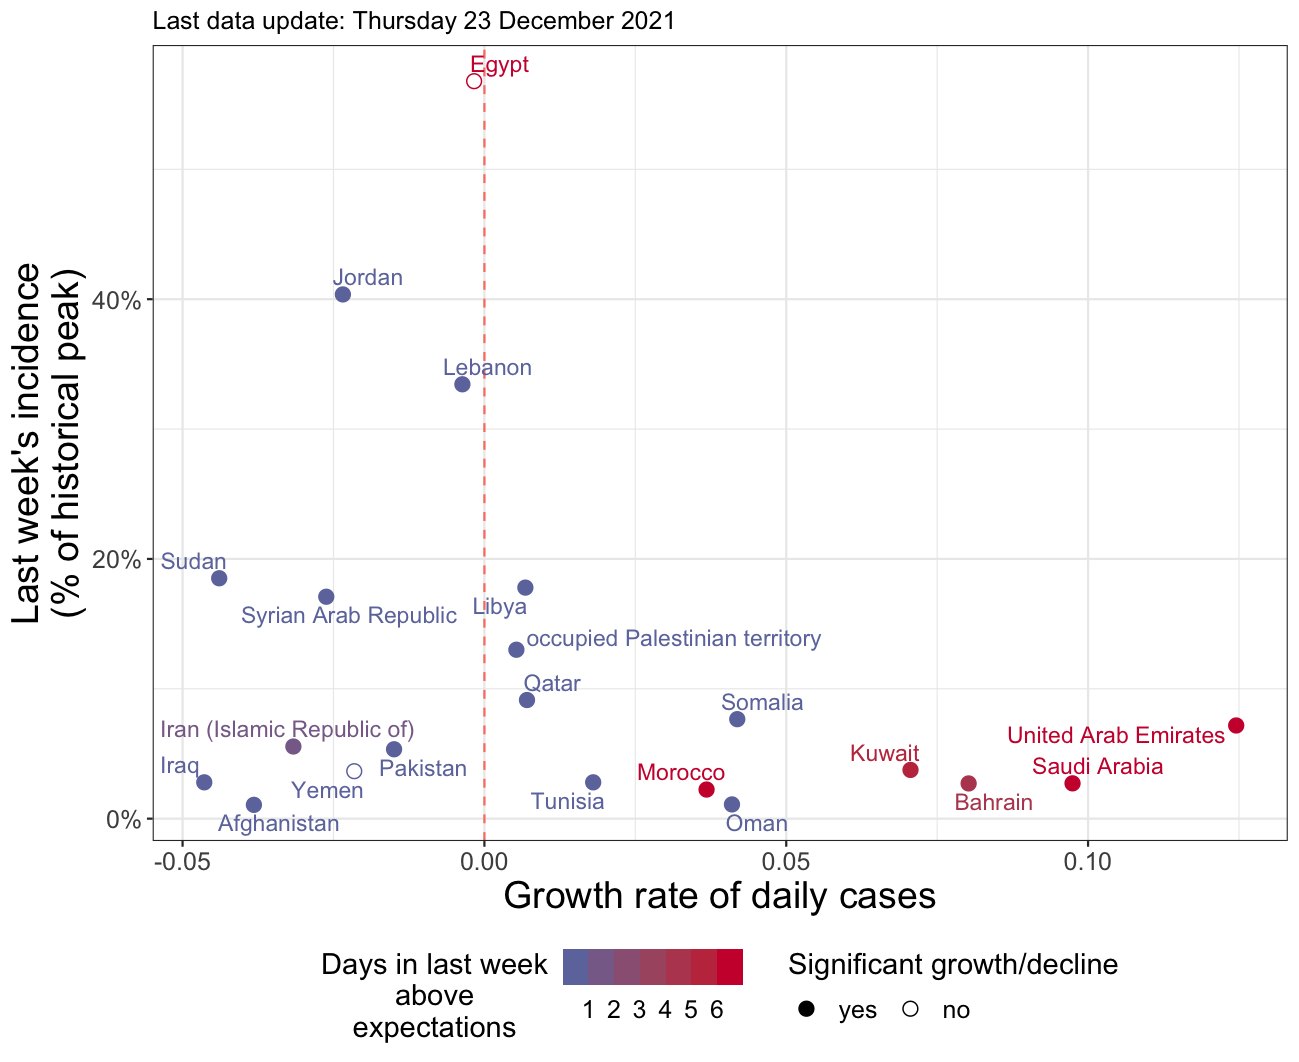 Last data update: Thursday 23 December 2021
Egypt
Jordan
40%
Lebanon
Last week's incidence
(% of historical peak)
20%
Sudan
Syrian Arab Republic
Libya
occupied Palestinian territory
Qatar
Somalia
Iran (Islamic Republic of)
United Arab Emirates
Kuwait
Iraq
Pakistan
Morocco
Saudi Arabia
Yemen
Tunisia
Bahrain
0%
Afghanistan
Oman
-0.05 0.00 0.05 0.10
Growth rate of daily cases
Days in last week
above
expectations
1 2 3 4 5 6
Significant growth/decline
yes no